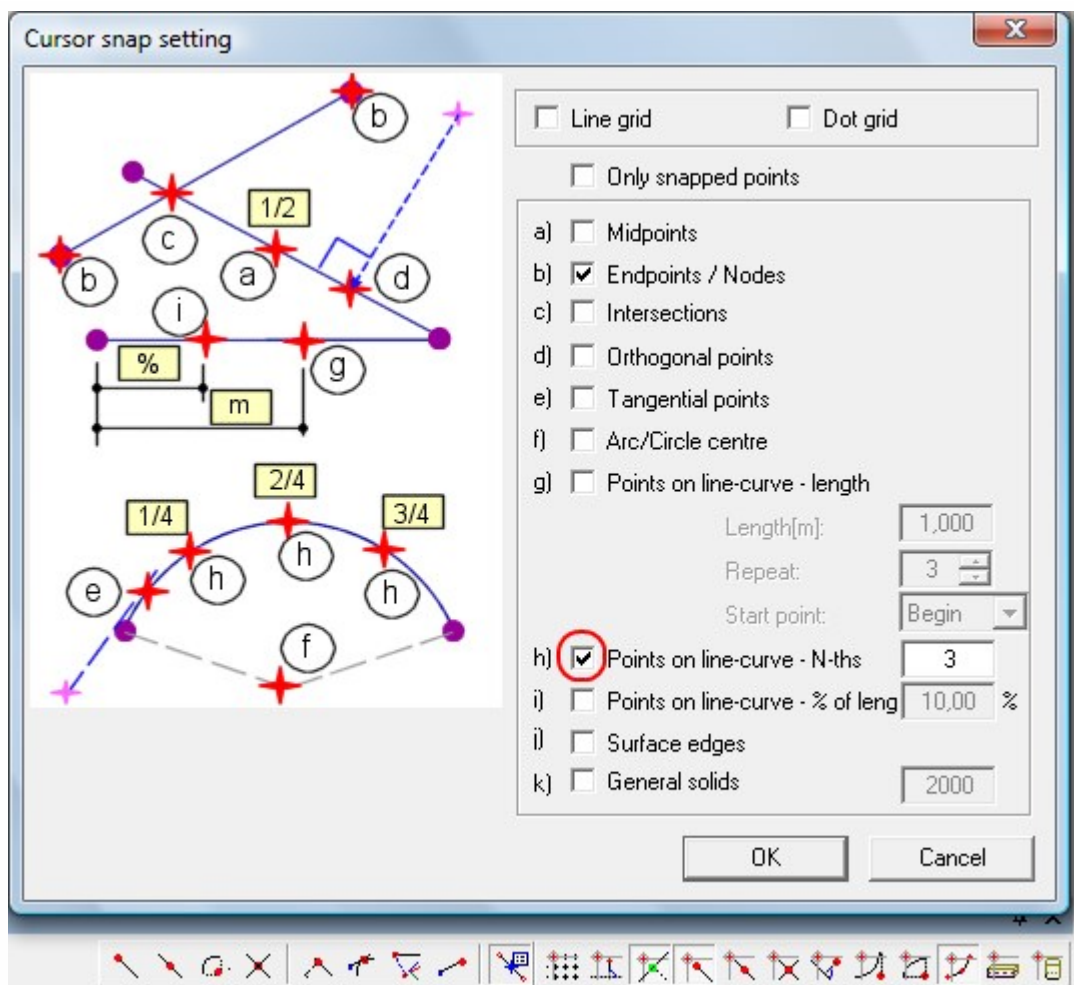 Cursor snap setting
b
c
1/2
a
d
b
i
%
g
m
2/4
1/4
3/4
h
h
h
e
f
Line grid
Dot grid
Only snapped points
a) Midpoints
b) Endpoints / Nodes
c) Intersections
d) Orthogonal points
e) Tangential points
f) Arc/Circle centre
g) Points on line-curve - length
Length[m]: 1,000
Repeat: 3
Start point: Begin
h) Points on line-curve - N-ths 3
i) Points on line-curve - % of leng 10,00 %
j) Surface edges
k) General solids 2000
OK
Cancel